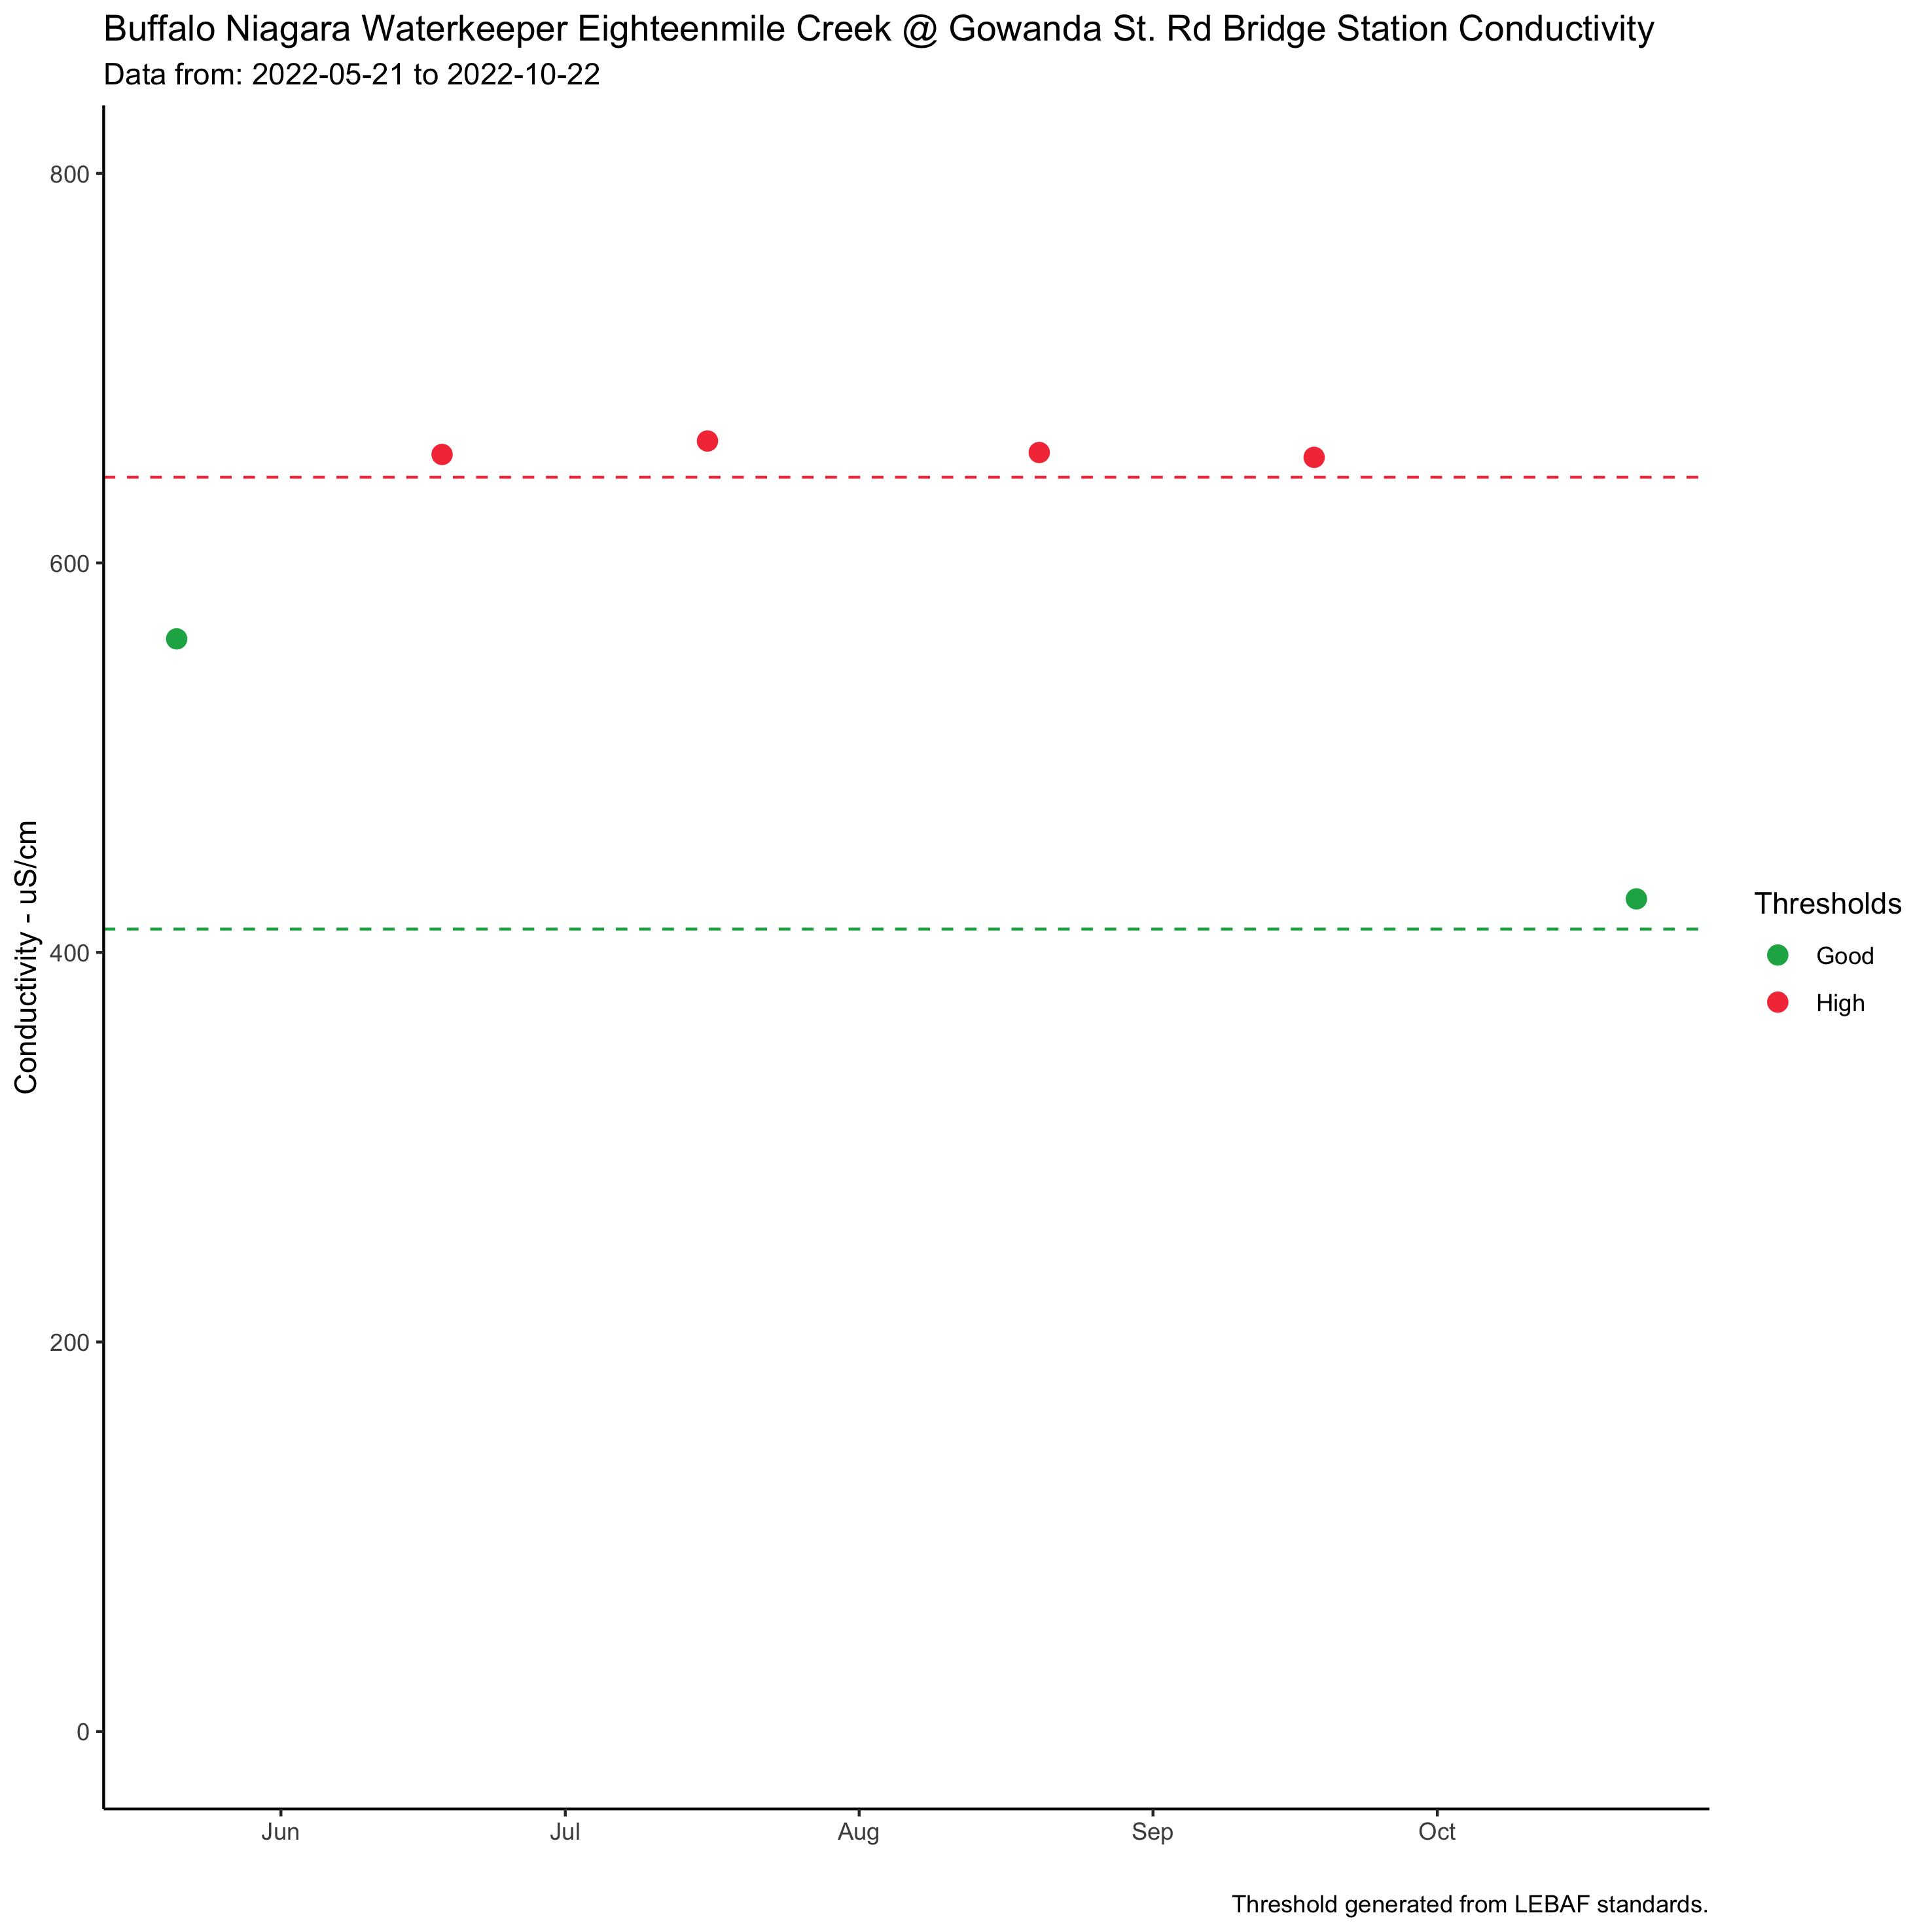 Buffalo Niagara Waterkeeper Eighteenmile Creek @ Gowanda St. Rd Bridge Station Conductivity
Data from: 2022-05-21 to 2022-10-22
800
600
400
200
0
Conductivity - uS/cm
Jun
Jul
Aug
Sep
Oct
Thresholds
Good
High
Threshold generated from LEBAF standards.